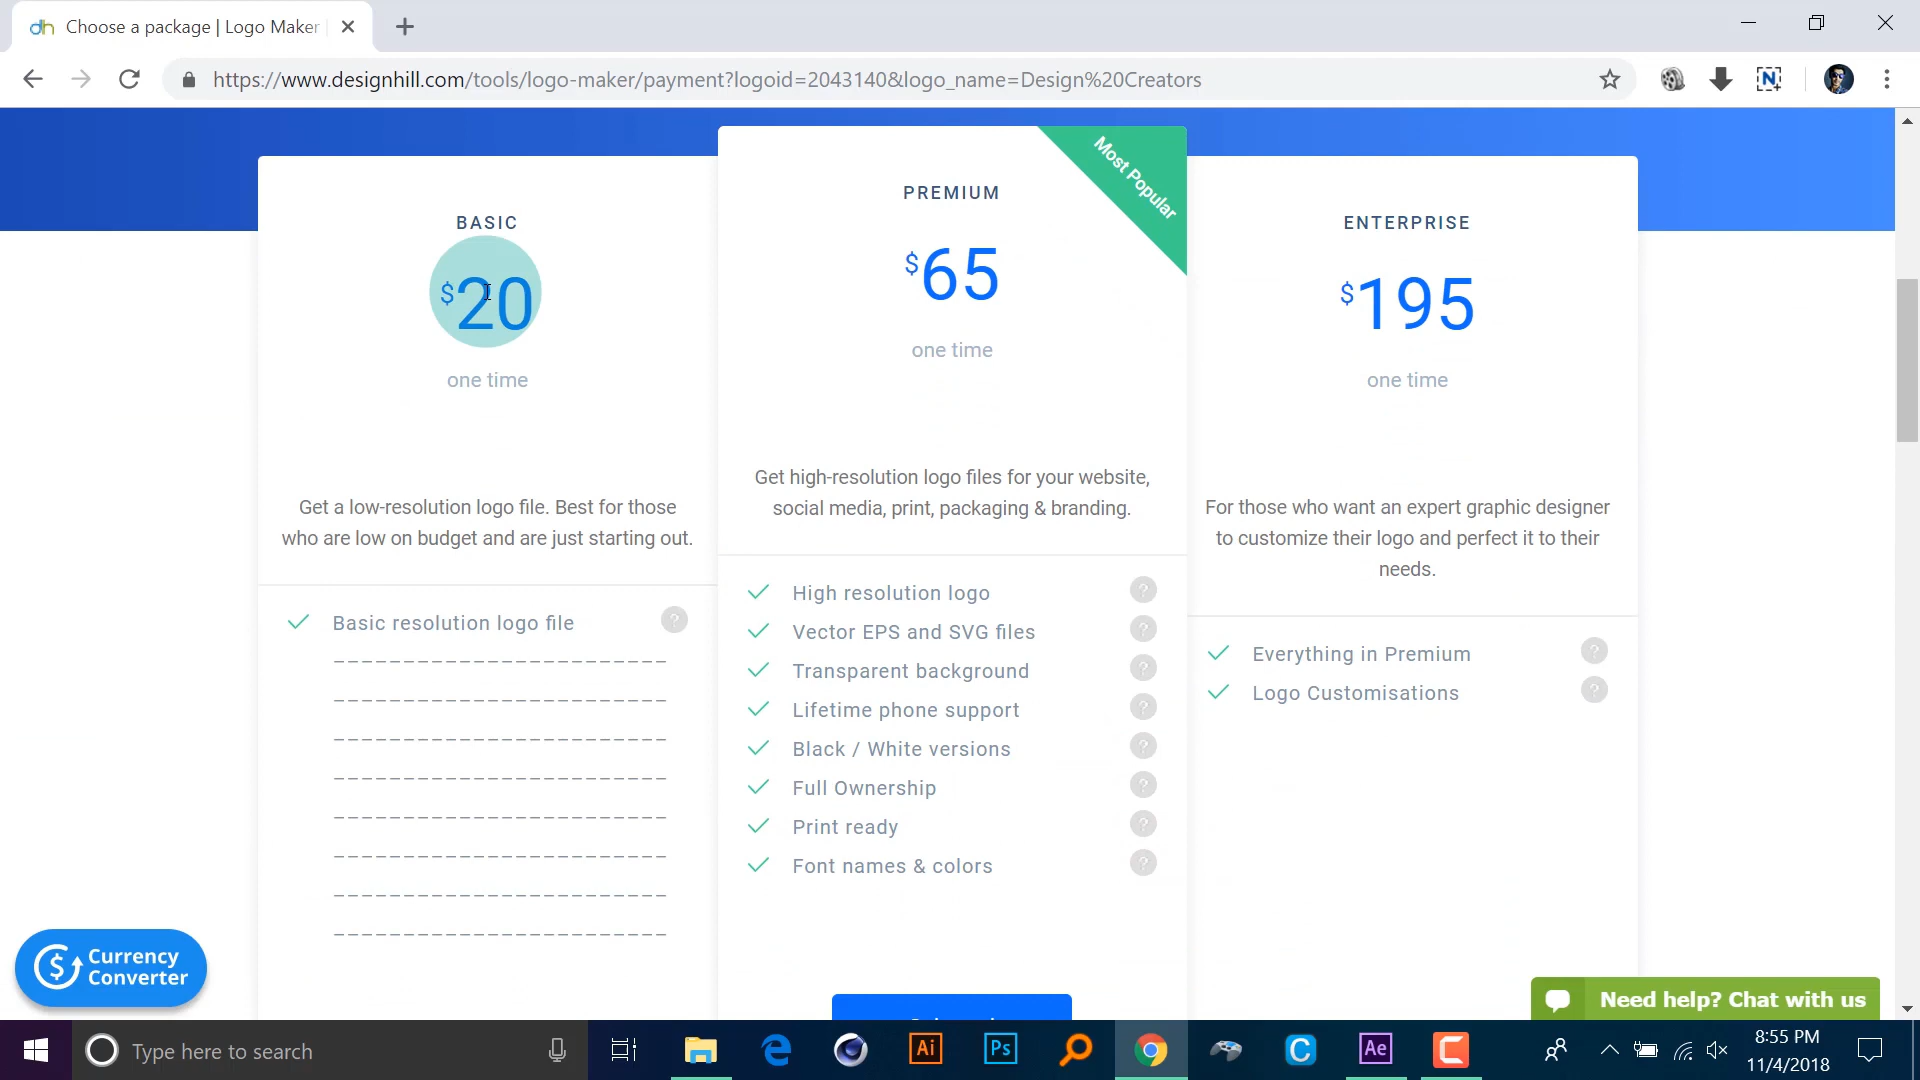 dh Choose a package | Logo Maker
https://www.designhill.com/tools/logo-maker/payment?logoid=2043140&logo_name=Design%20Creators
N
BASIC
$20
one time
Get a low-resolution logo file. Best for those
who are low on budget and are just starting out.
Basic resolution logo file ?
Most Popular
PREMIUM
$65
one time
Get high-resolution logo files for your website,
social media, print, packaging & branding.
High resolution logo ?
Vector EPS and SVG files ?
Transparent background ?
Lifetime phone support ?
Black / White versions ?
Full Ownership ?
Print ready ?
Font names & colors ?
ENTERPRISE
$195
one time
For those who want an expert graphic designer
to customize their logo and perfect it to their
needs.
Everything in Premium ?
Logo Customisations ?
$ Currency
Converter
Need help? Chat with us
Type here to search
Ai
Ps
C
Ae
C
8:55 PM
11/4/2018